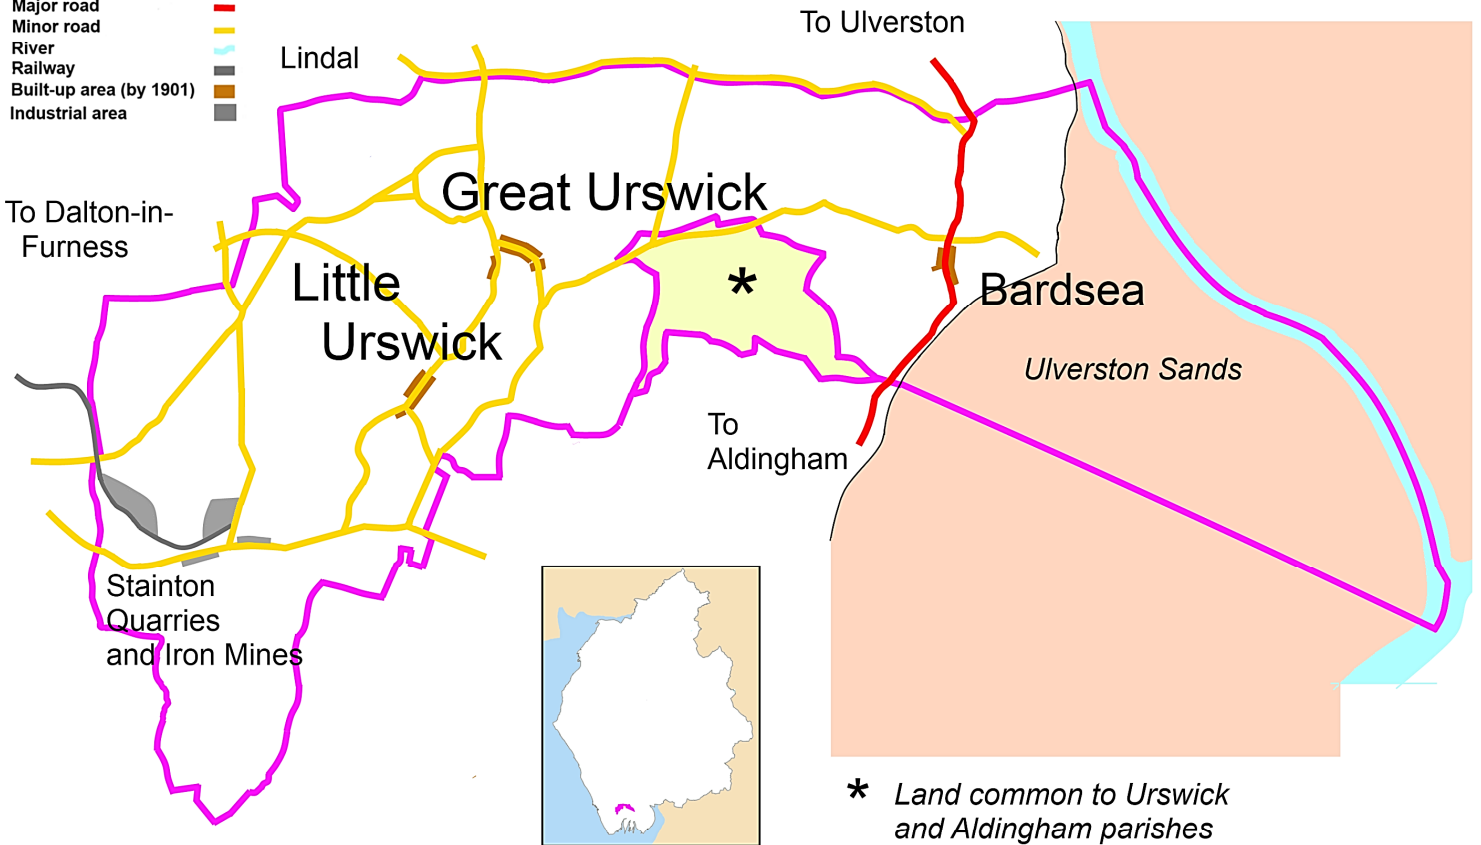 Major road
Minor road
River
Railway
Built-up area (by 1901)
Industrial area
Lindal
To Ulverston
To Dalton-in-
Furness
Great Urswick
Little
Urswick
*
Bardsea
Ulverston Sands
To
Aldingham
Stainton
Quarries
and Iron Mines
* Land common to Urswick
and Aldingham parishes